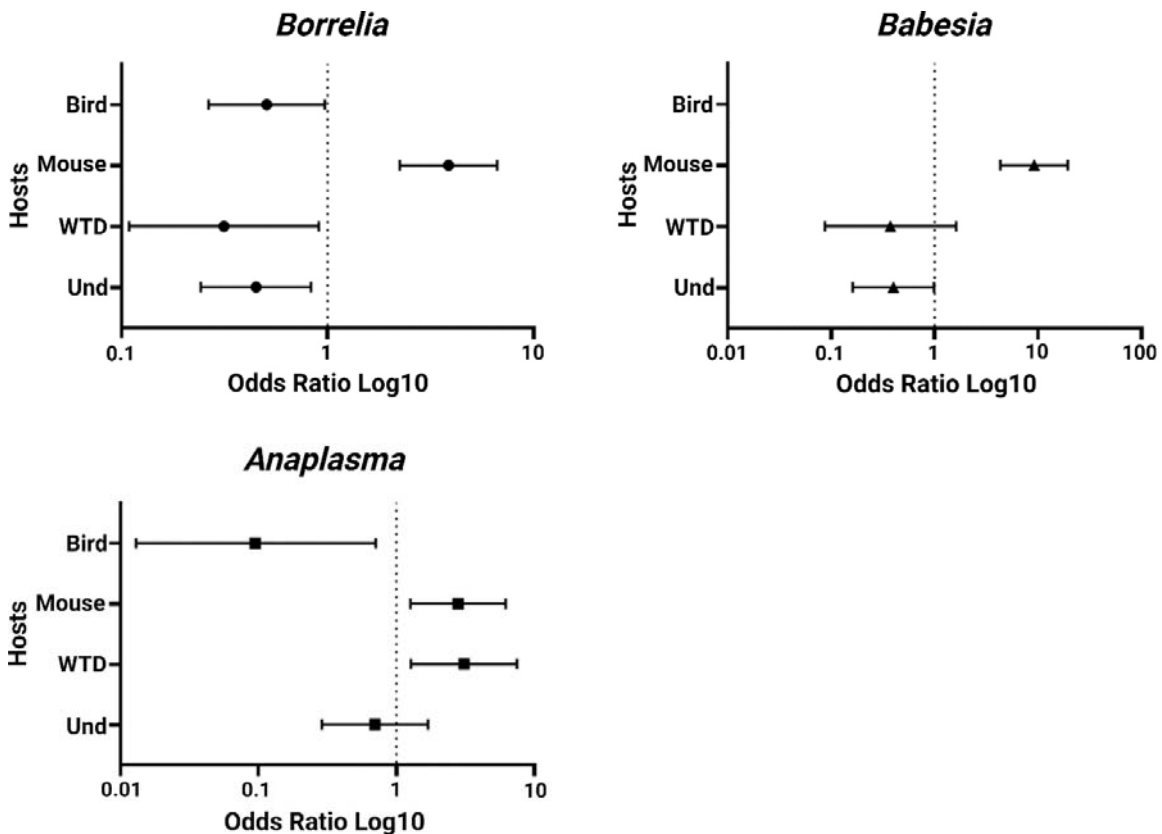 Borrelia
Hosts
Bird
Mouse
WTD
Und
0.1 1 10
Odds Ratio Log10
Babesia
Hosts
Bird
Mouse
WTD
Und
0.01 0.1 1 10 100
Odds Ratio Log10
Anaplasma
Hosts
Bird
Mouse
WTD
Und
0.01 0.1 1 10
Odds Ratio Log10